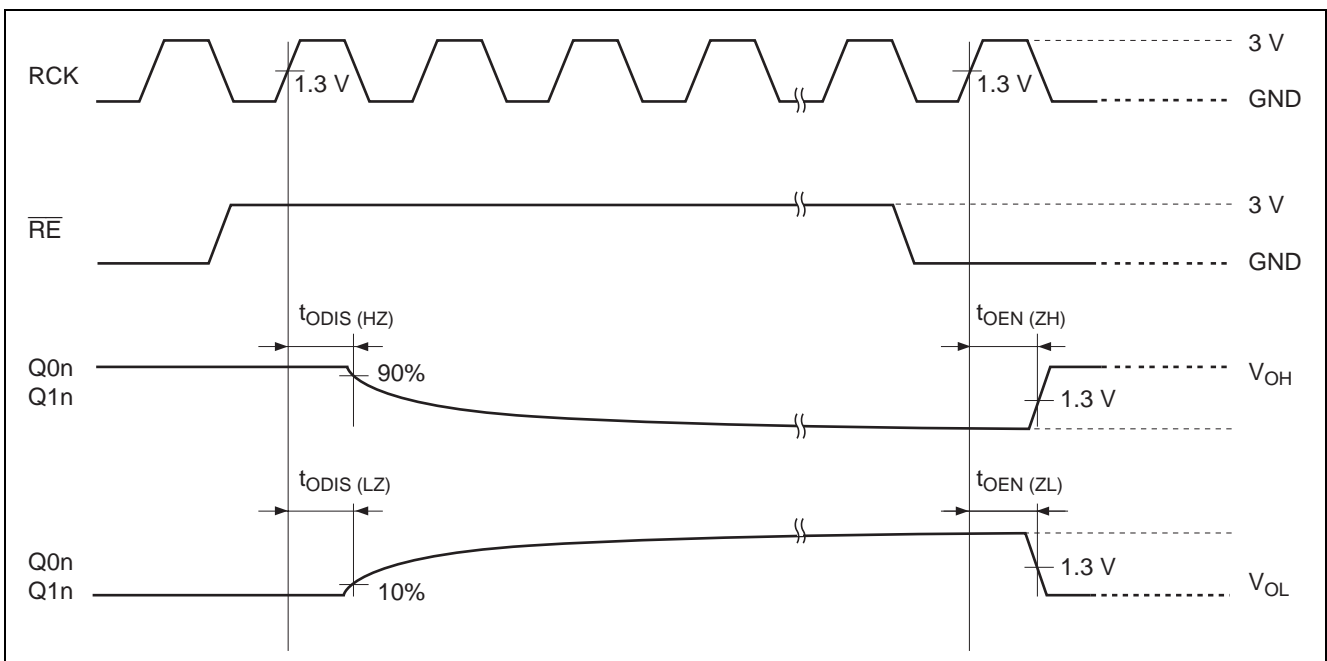 RCK
1.3 V
1.3 V
3 V
GND
R̅E̅
3 V
GND
tODIS (HZ)
tOEN (ZH)
Q0n
Q1n
90%
1.3 V
VOH
tODIS (LZ)
tOEN (ZL)
Q0n
Q1n
10%
1.3 V
VOL